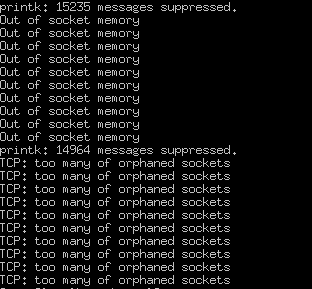 printk: 15235 messages suppressed.
Out of socket memory
Out of socket memory
Out of socket memory
Out of socket memory
Out of socket memory
Out of socket memory
Out of socket memory
Out of socket memory
Out of socket memory
Out of socket memory
printk: 14964 messages suppressed.
TCP: too many of orphaned sockets
TCP: too many of orphaned sockets
TCP: too many of orphaned sockets
TCP: too many of orphaned sockets
TCP: too many of orphaned sockets
TCP: too many of orphaned sockets
TCP: too many of orphaned sockets
TCP: too many of orphaned sockets
TCP: too many of orphaned sockets
TCP: too many of orphaned sockets